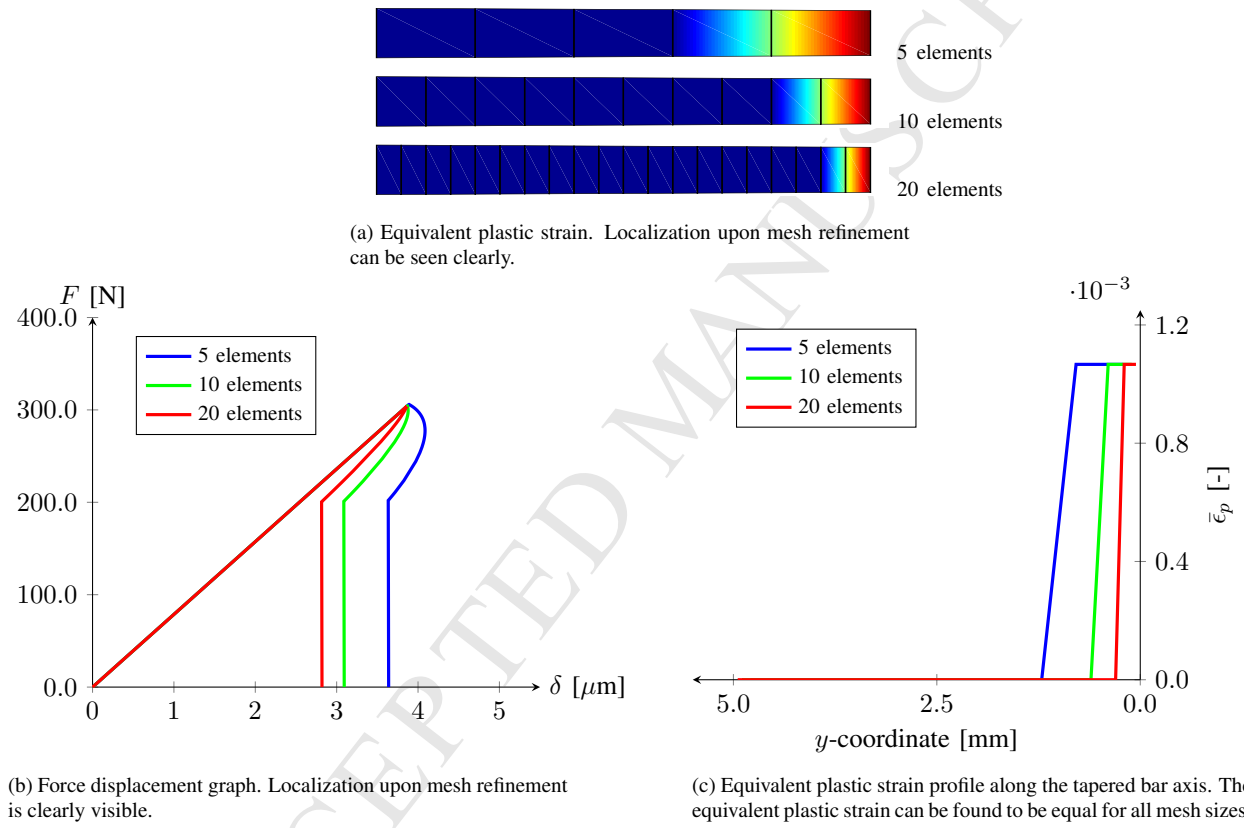 5 elements
10 elements
20 elements
(a) Equivalent plastic strain. Localization upon mesh refinement
can be seen clearly.
F [N]
400.0
300.0
200.0
100.0
0.0
0 1 2 3 4 5
δ [μm]
5 elements
10 elements
20 elements
(b) Force displacement graph. Localization upon mesh refinement
is clearly visible.
·10⁻³
1.2
0.8
0.4
0.0
ε̄ₚ [-]
5 elements
10 elements
20 elements
5.0 2.5 0.0
y-coordinate [mm]
(c) Equivalent plastic strain profile along the tapered bar axis. The
equivalent plastic strain can be found to be equal for all mesh sizes
CEPTED MANUSCR